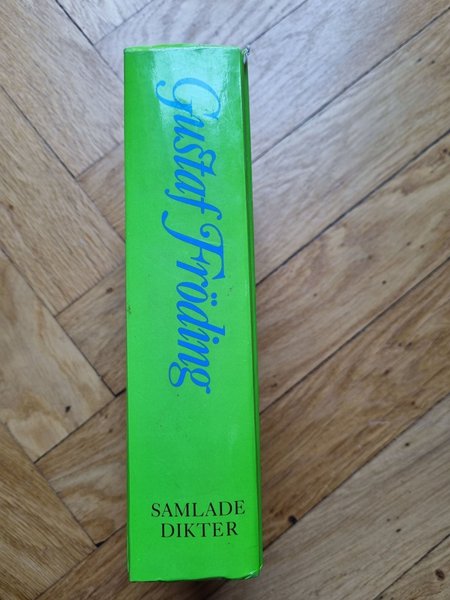 Gustaf Fröding
SAMLADE
DIKTER